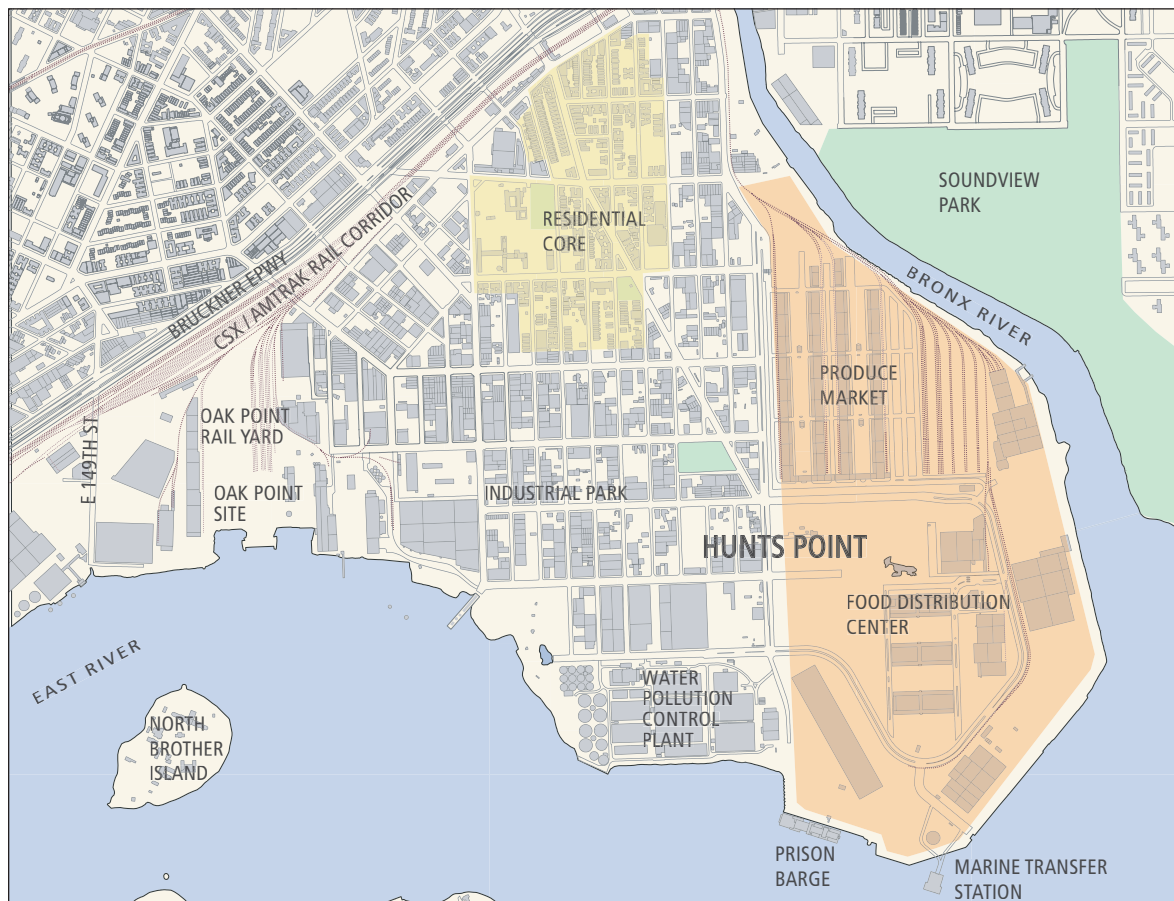 SOUNDVIEW
PARK
RESIDENTIAL
CORE
BRUCKNER EPWY
CSX / AMTRAK RAIL CORRIDOR
BRONX RIVER
PRODUCE
MARKET
OAK POINT
RAIL YARD
E 149TH ST
OAK POINT
SITE
INDUSTRIAL PARK
HUNTS POINT
FOOD DISTRIBUTION
CENTER
EAST RIVER
WATER
POLLUTION
CONTROL
PLANT
NORTH
BROTHER
ISLAND
PRISON
BARGE
MARINE TRANSFER
STATION